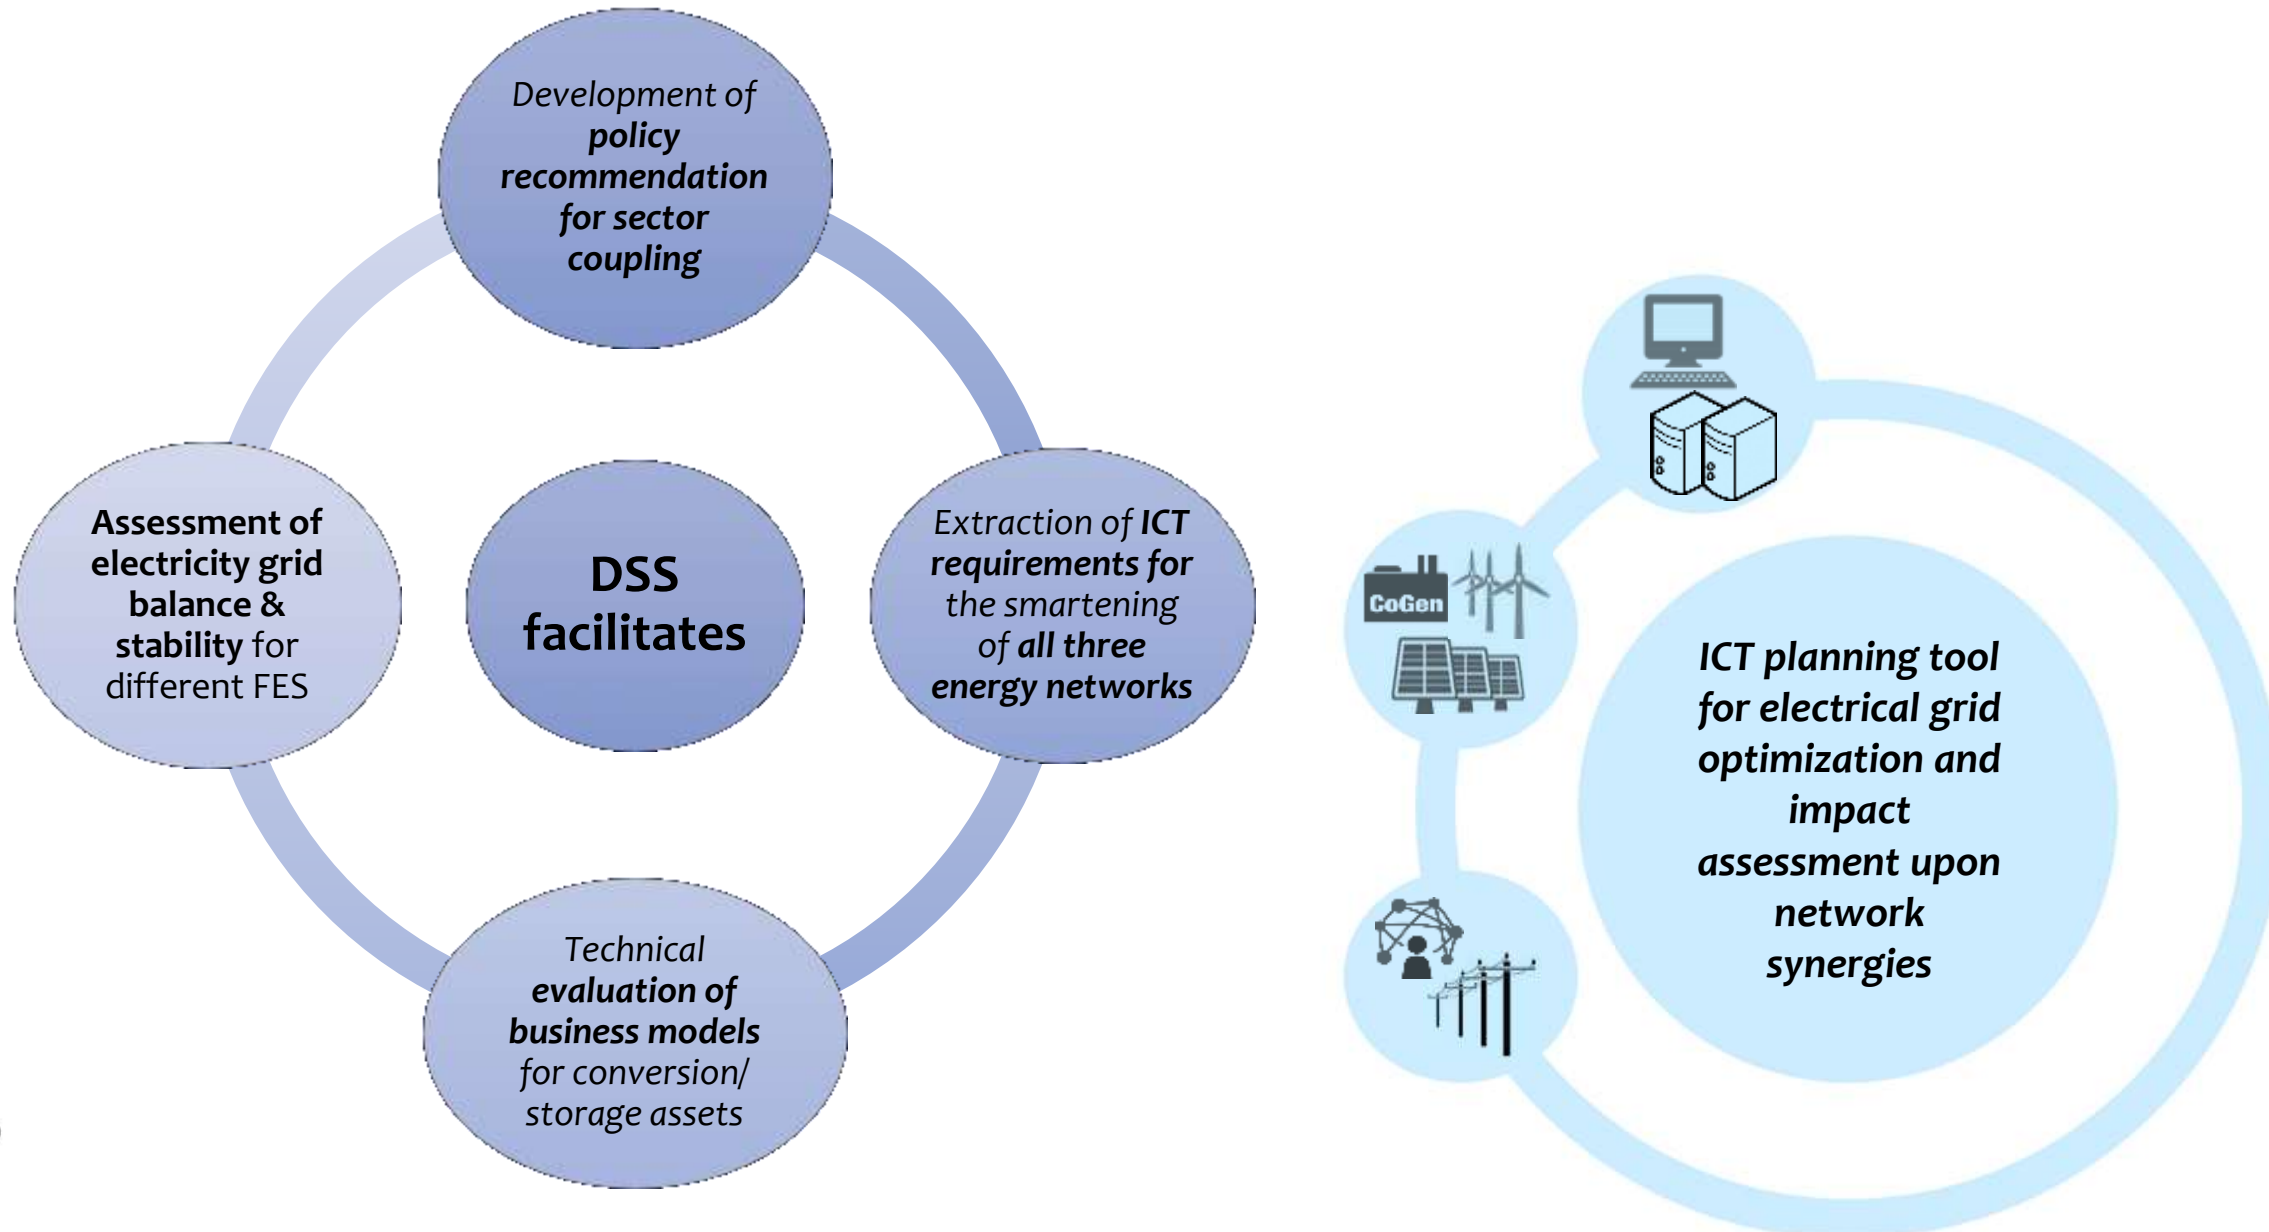 Development of
policy
recommendation
for sector
coupling
Assessment of
electricity grid
balance &
stability for
different FES
DSS
facilitates
Extraction of ICT
requirements for
the smartening
of all three
energy networks
Technical
evaluation of
business models
for conversion/
storage assets
CoGen
ICT planning tool
for electrical grid
optimization and
impact
assessment upon
network
synergies